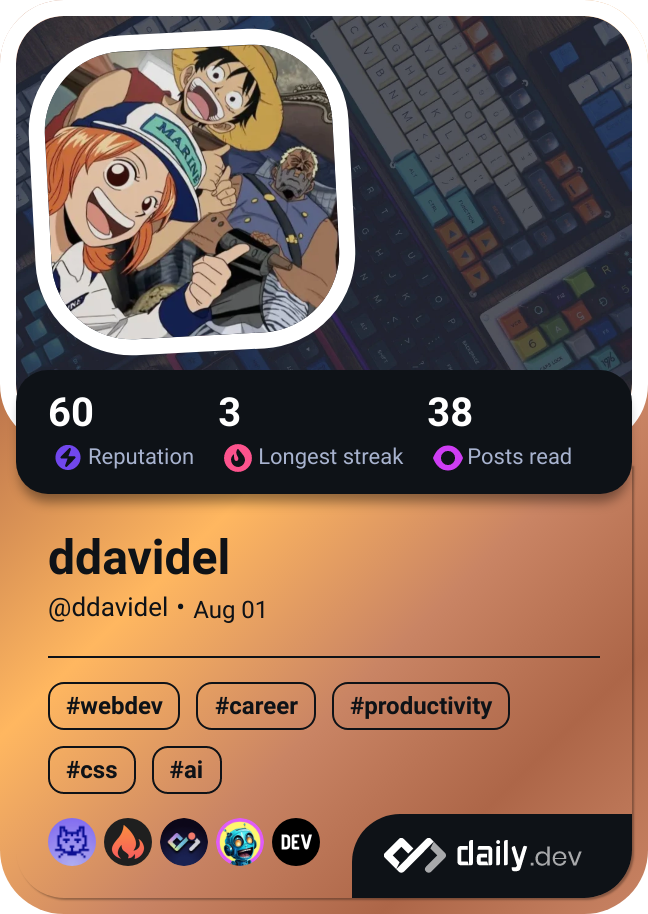 MARINE
60 3 38
Reputation Longest streak Posts read
ddavidel
@ddavidel • Aug 01
#webdev #career #productivity
#css #ai
DEV daily.dev